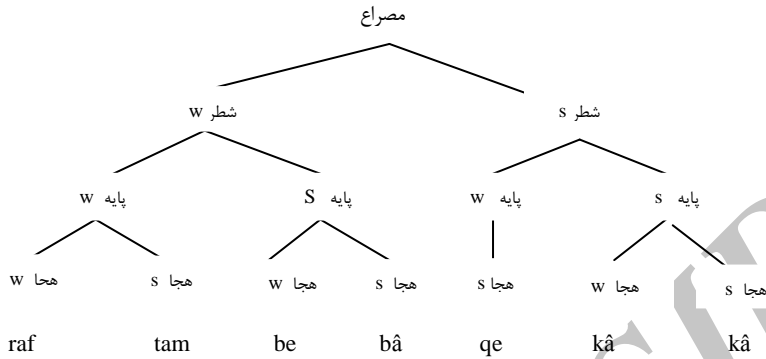 مصراع
شطر w شطر s
پایه w پایه S پایه w پایه s
هحا w هجا s هجا w هجا s هجا s هجا w هجا s
raf tam be bâ qe kâ kâ